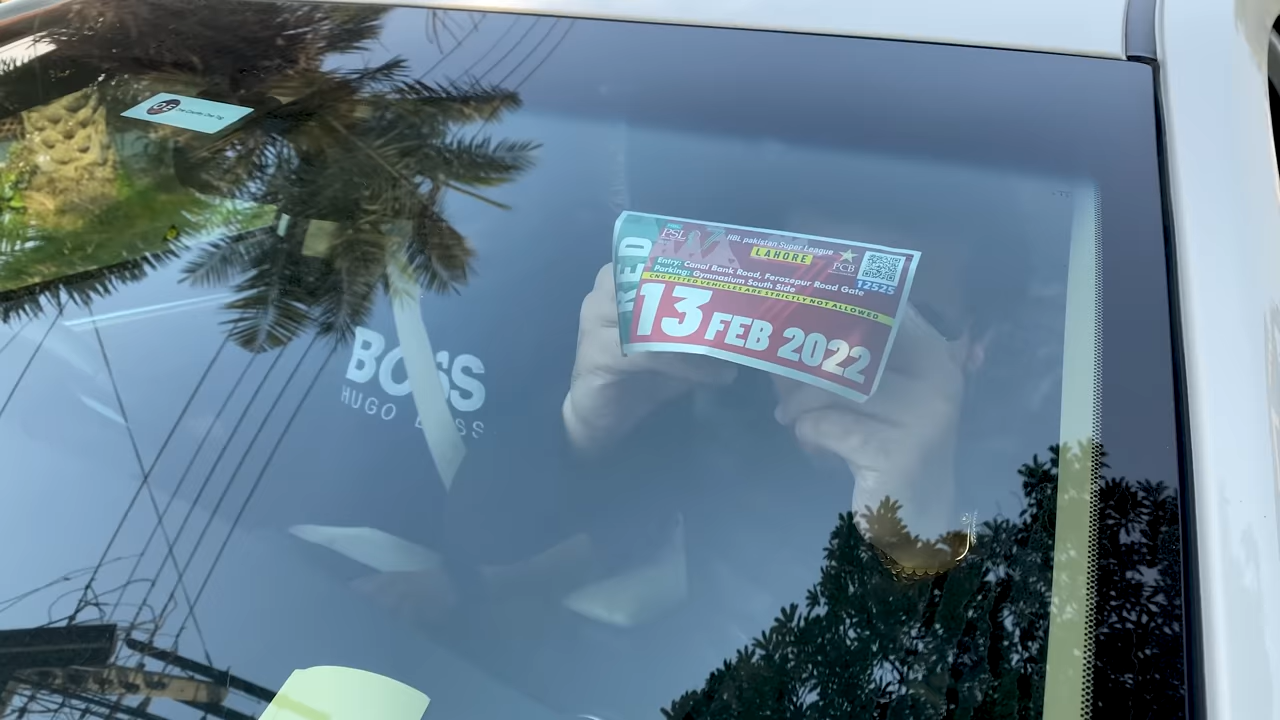 PSL
HBL pakistan Super League
LAHORE
PCB
Entry: Canal Bank Road, Ferozepur Road Gate
Parking: Gymnasium South Side
12525
CNG FITTED VEHICLES ARE STRICTLY NOT ALLOWED
13 FEB 2022
BOSS
HUGO BOSS